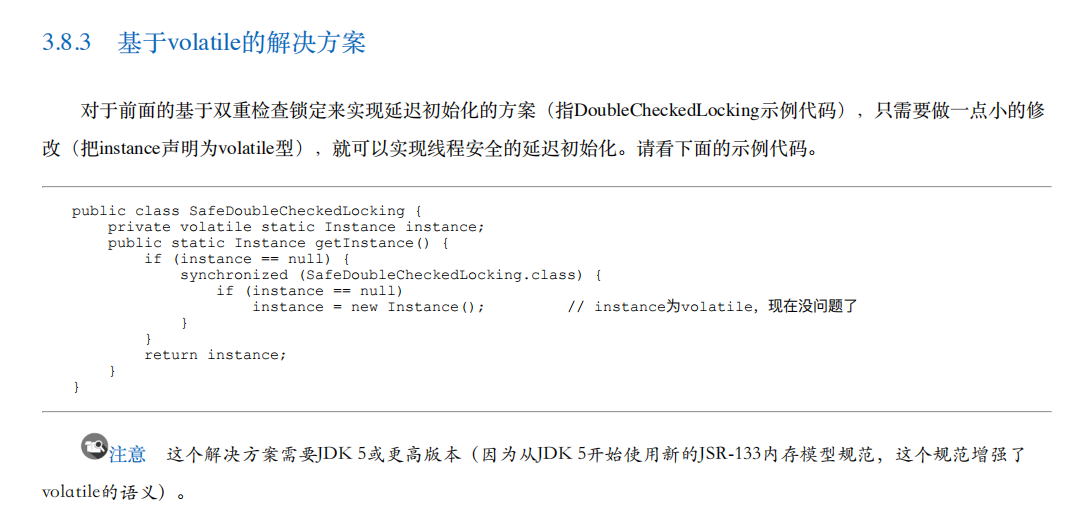 3.8.3 基于volatile的解决方案
对于前面的基于双重检查锁定来实现延迟初始化的方案（指DoubleCheckedLocking示例代码），只需要做一点小的修
改（把instance声明为volatile型），就可以实现线程安全的延迟初始化。请看下面的示例代码。
public class SafeDoubleCheckedLocking {
    private volatile static Instance instance;
    public static Instance getInstance() {
        if (instance == null) {
            synchronized (SafeDoubleCheckedLocking.class) {
                if (instance == null)
                    instance = new Instance();         // instance为volatile，现在没问题了
            }
        }
        return instance;
    }
}
注意 这个解决方案需要JDK 5或更高版本（因为从JDK 5开始使用新的JSR-133内存模型规范，这个规范增强了
volatile的语义）。